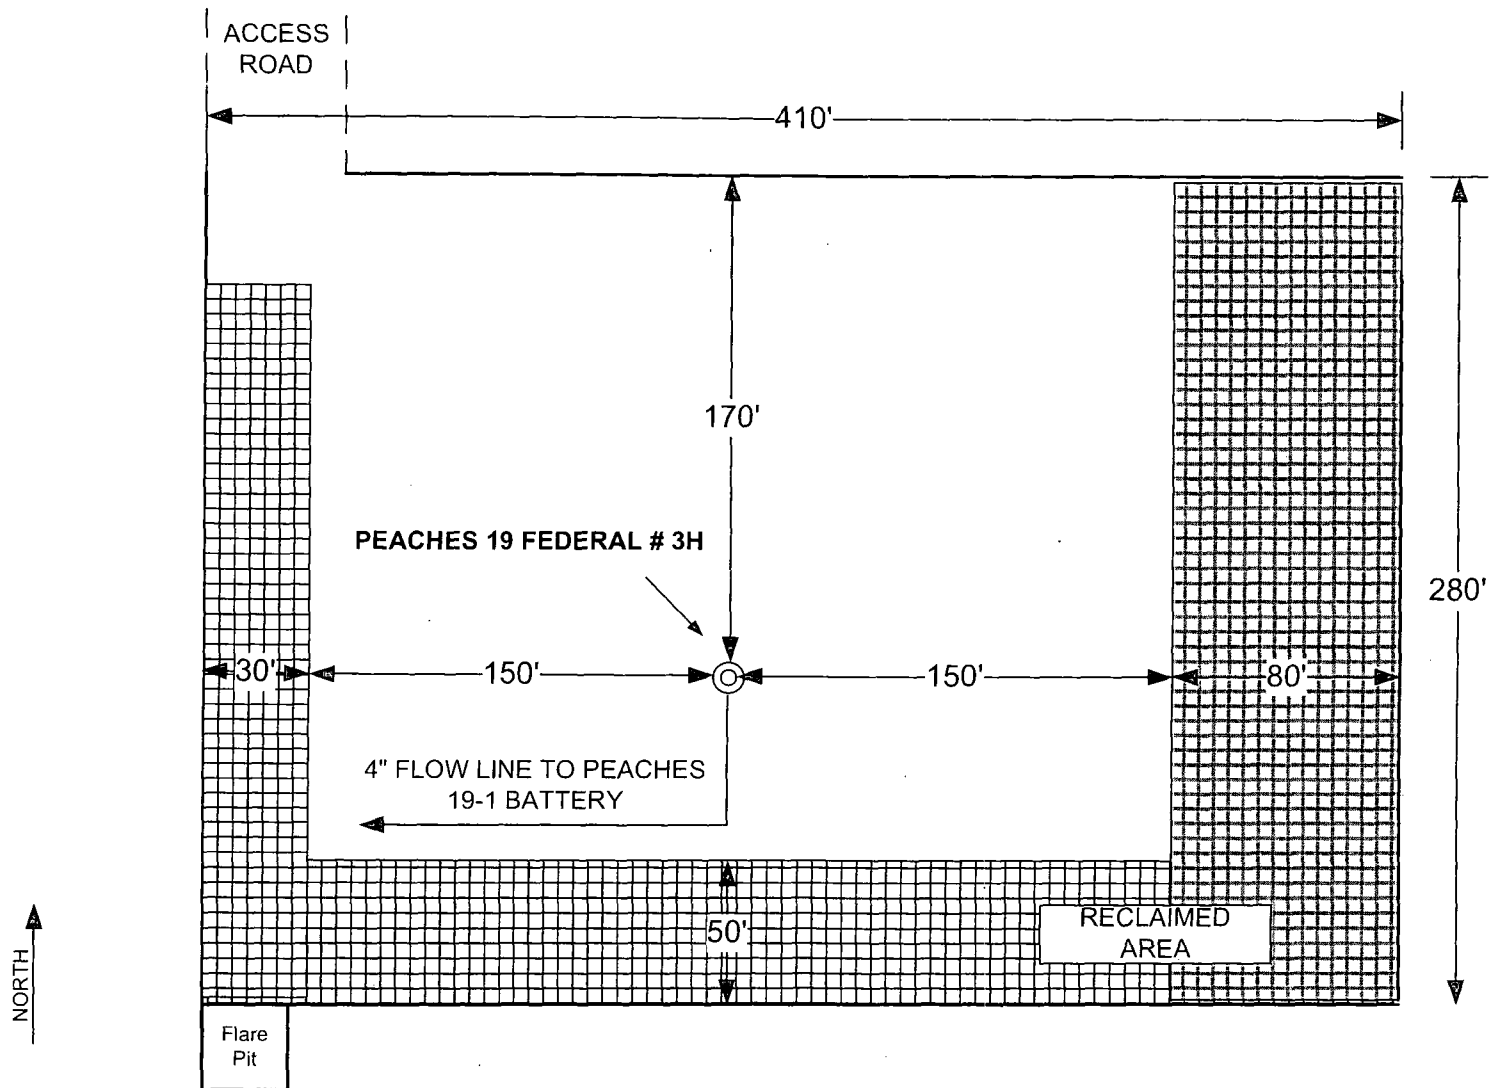 ACCESS
ROAD
410'
170'
PEACHES 19 FEDERAL # 3H
280'
30'
150'
150'
80'
4" FLOW LINE TO PEACHES
19-1 BATTERY
50'
RECLAIMED
AREA
NORTH
Flare
Pit